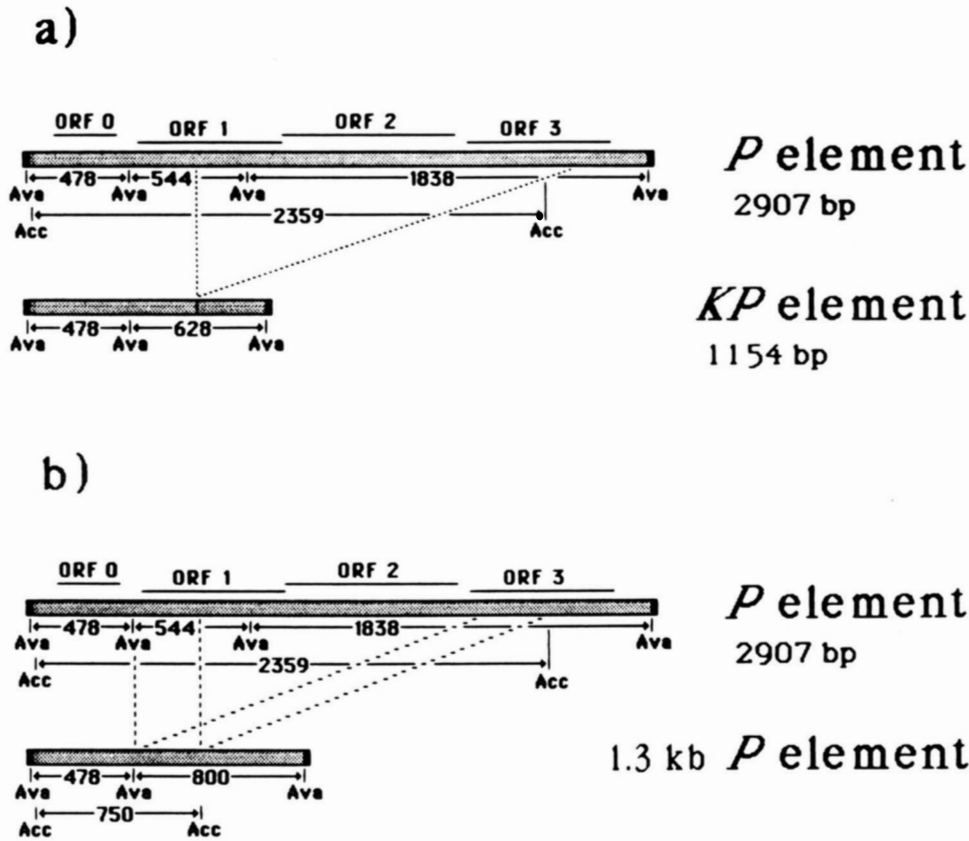 a)
ORF 0 ORF 1 ORF 2 ORF 3
P element
478 544 1838
Ava Ava Ava Ava
2907 bp
2359
Acc Acc
KP element
478 628
Ava Ava Ava
1154 bp
b)
ORF 0 ORF 1 ORF 2 ORF 3
P element
478 544 1838
Ava Ava Ava Ava
2907 bp
2359
Acc Acc
1.3 kb P element
478 800
Ava Ava Ava
750
Acc Acc